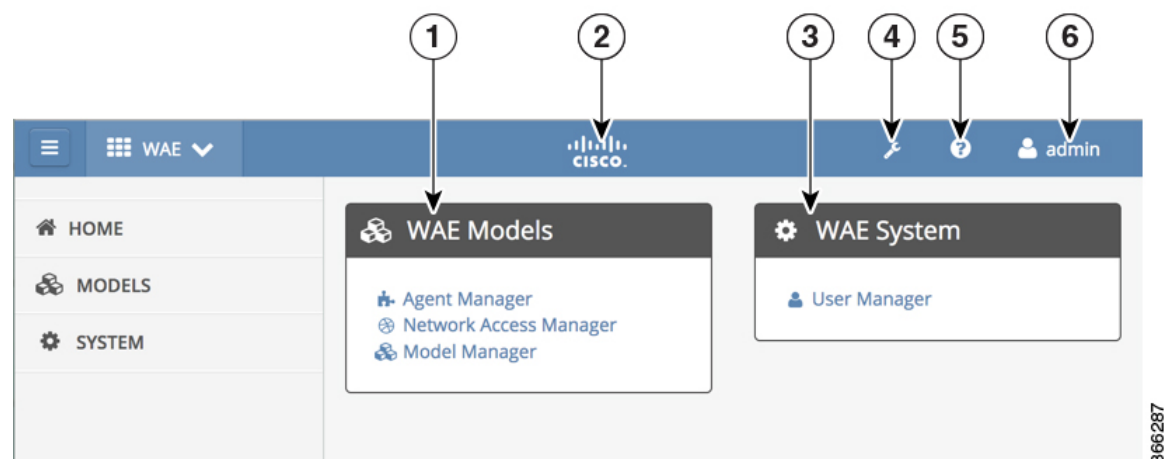 1 2 3 4 5 6
WAE
CISCO.
? admin
HOME
MODELS
SYSTEM
WAE Models
Agent Manager
Network Access Manager
Model Manager
WAE System
User Manager
366287